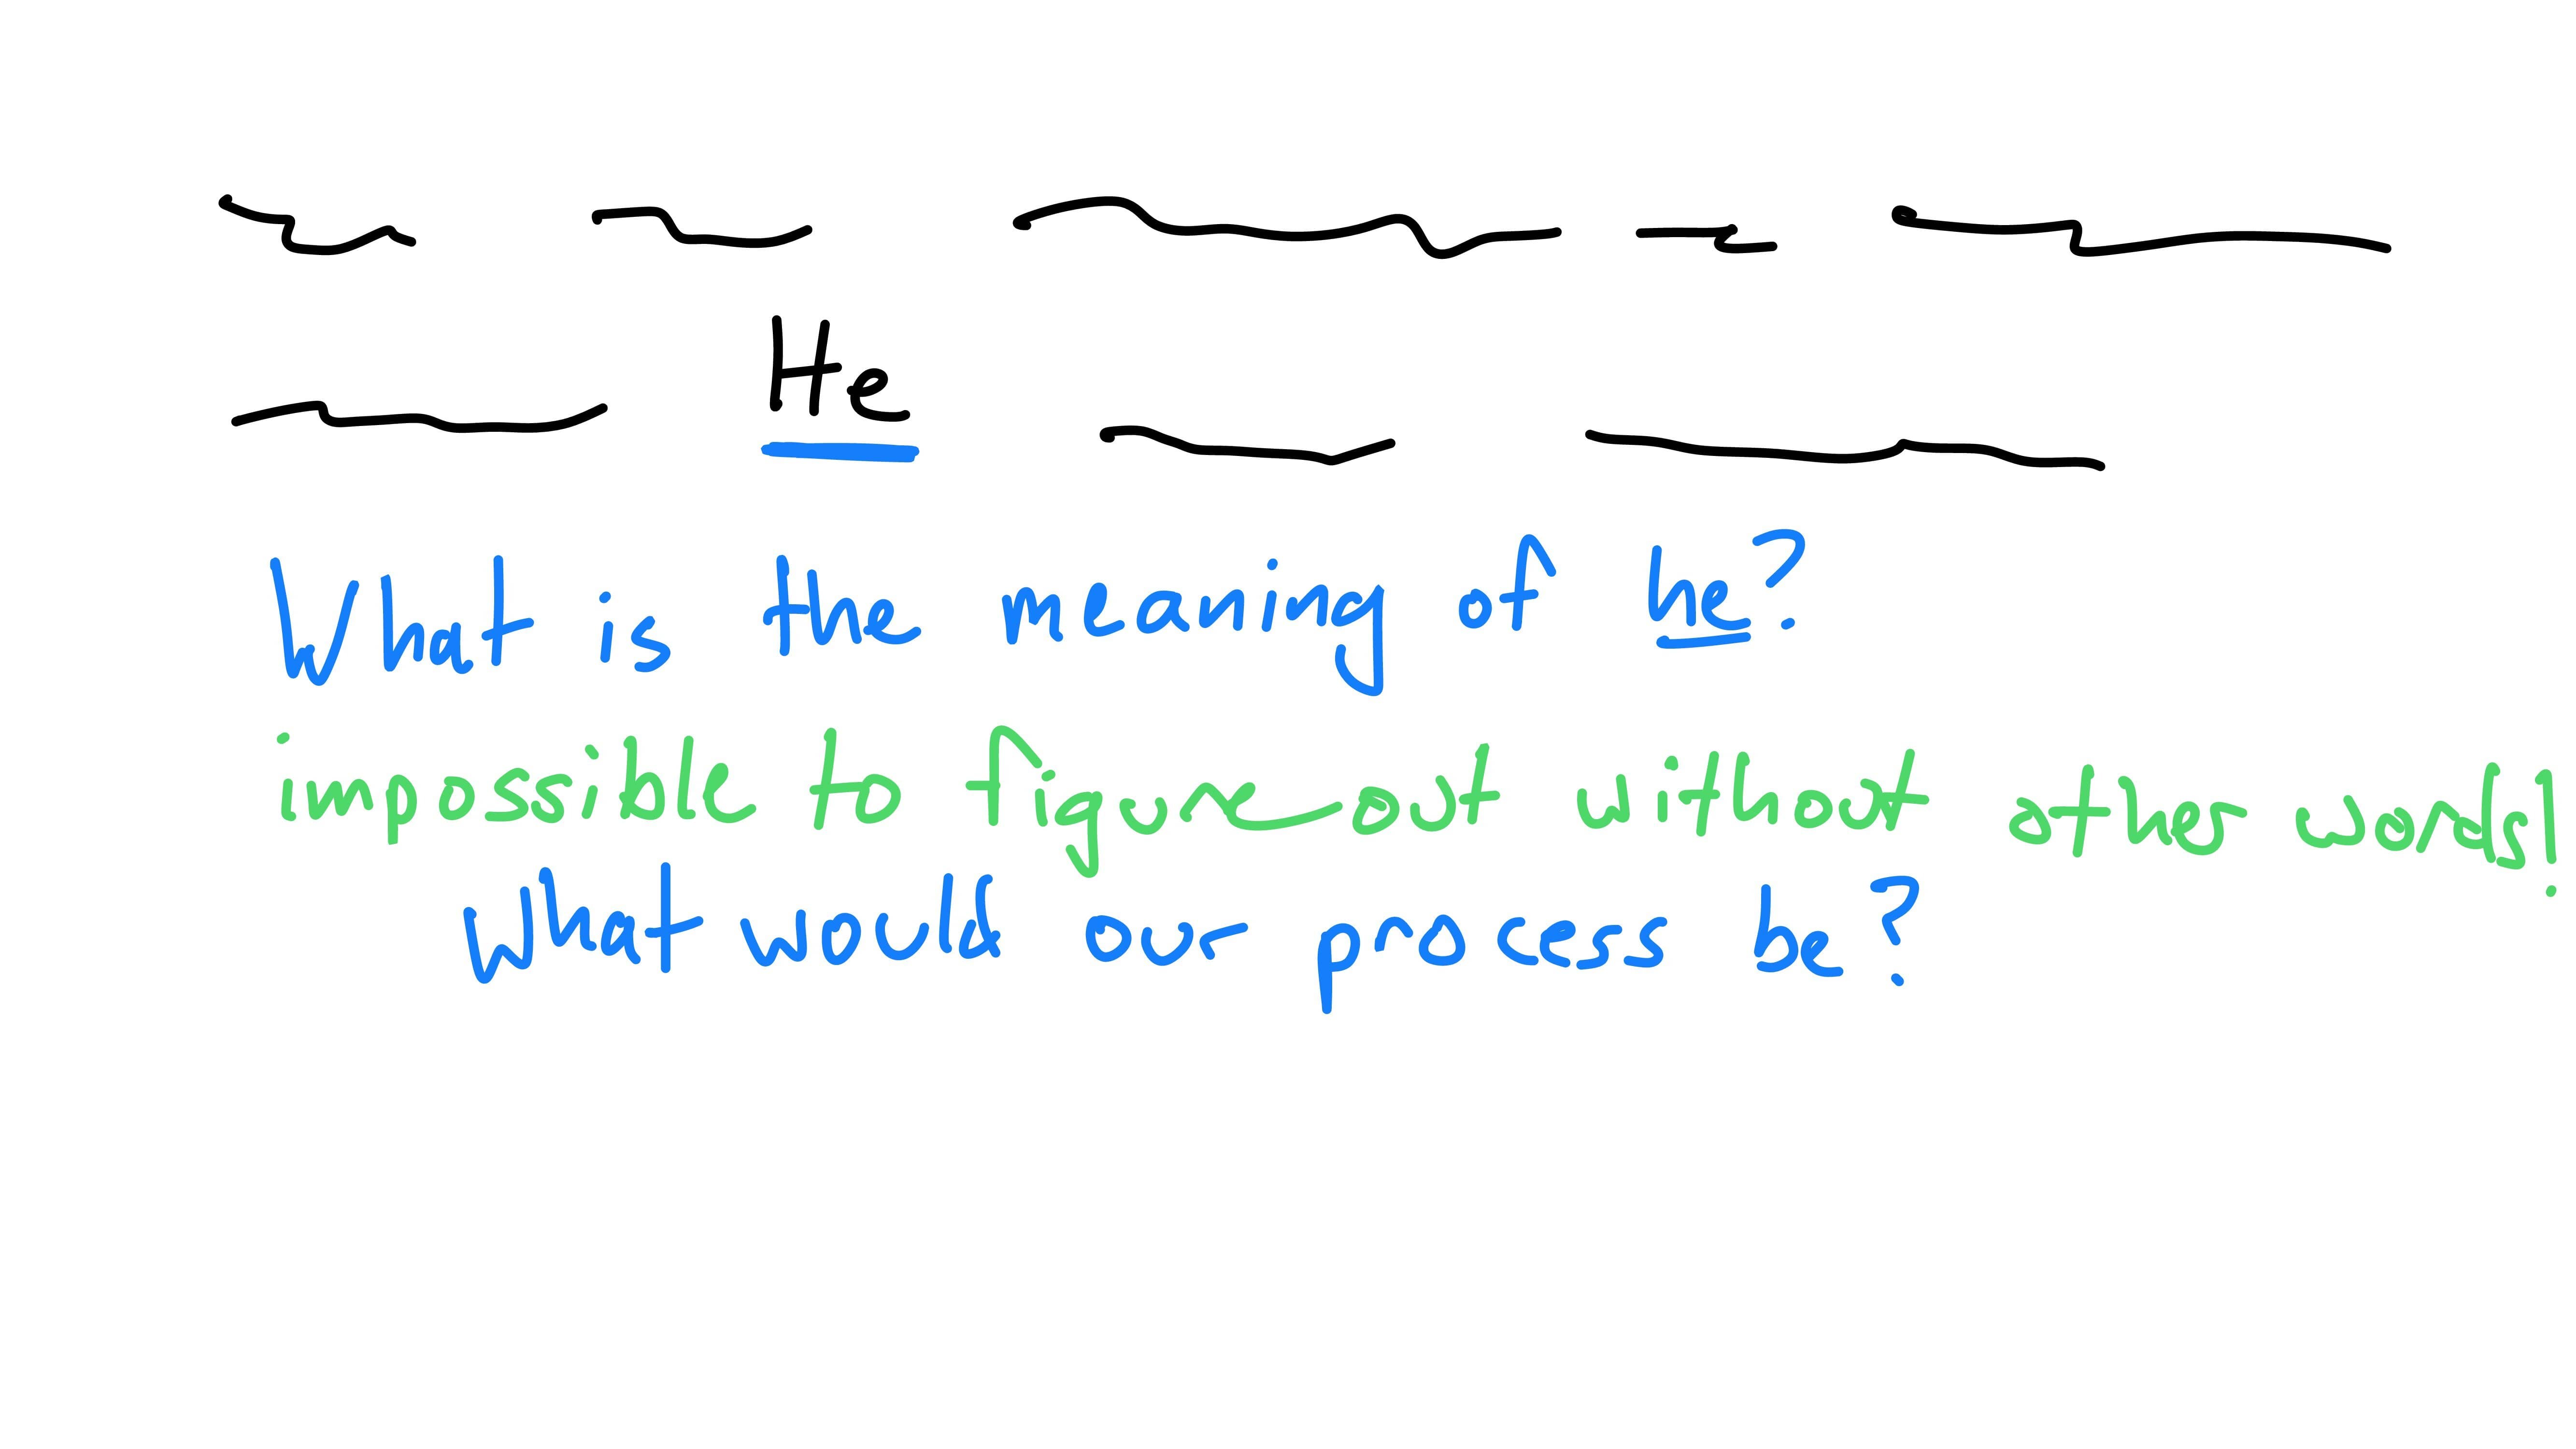 He
What is the meaning of he?
impossible to figure out without other words!
What would our process be?